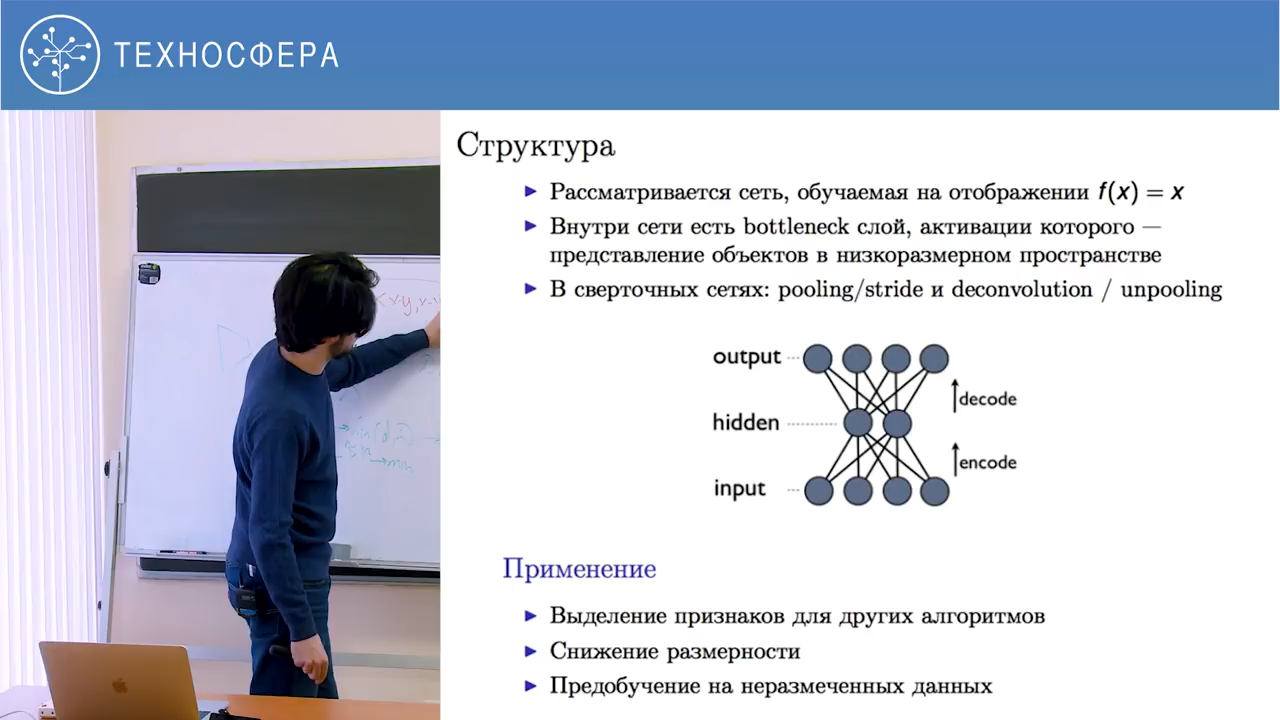 ТЕХНОСФЕРА
Структура
Рассматривается сеть, обучаемая на отображении f(x) = x
Внутри сети есть bottleneck слой, активации которого —
представление объектов в низкоразмерном пространстве
В сверточных сетях: pooling/stride и deconvolution / unpooling
output
decode
hidden
encode
input
Применение
Выделение признаков для других алгоритмов
Снижение размерности
Предобучение на неразмеченных данных